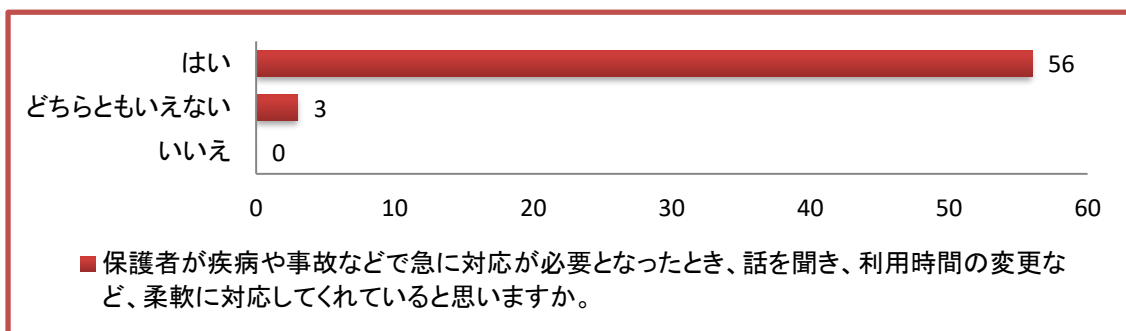 はい 56
どちらともいえない 3
いいえ 0
0 10 20 30 40 50 60
保護者が疾病や事故などで急に対応が必要となったとき、話を聞き、利用時間の変更な
ど、柔軟に対応してくれていると思いますか。